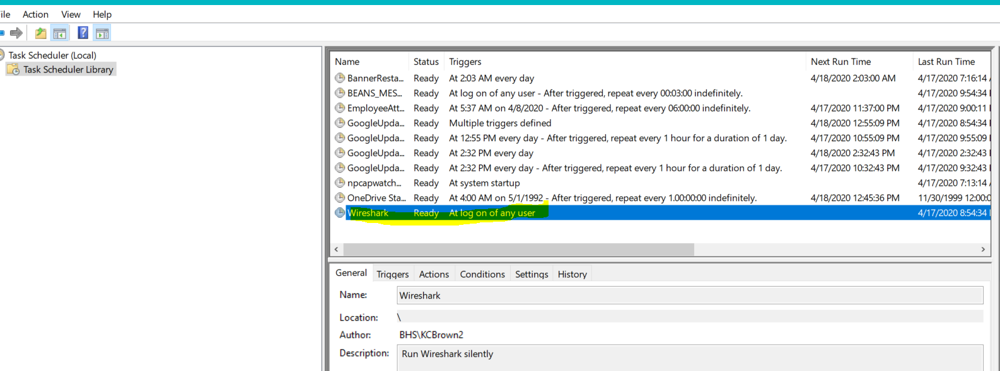 ile Action View Help
Task Scheduler (Local)
Task Scheduler Library
Name Status Triggers Next Run Time Last Run Time
BannerResta... Ready At 2:03 AM every day 4/18/2020 2:03:00 AM 4/17/2020 7:16:14
BEANS_MES... Ready At log on of any user - After triggered, repeat every 00:03:00 indefinitely. 4/17/2020 9:54:34
EmployeeAtt... Ready At 5:37 AM on 4/8/2020 - After triggered, repeat every 06:00:00 indefinitely. 4/17/2020 11:37:00 PM 4/17/2020 9:00:11
GoogleUpda... Ready Multiple triggers defined 4/18/2020 12:55:09 PM 4/17/2020 8:54:34
GoogleUpda... Ready At 12:55 PM every day - After triggered, repeat every 1 hour for a duration of 1 day. 4/17/2020 10:55:09 PM 4/17/2020 9:55:09
GoogleUpda... Ready At 2:32 PM every day 4/18/2020 2:32:43 PM 4/17/2020 2:32:43
GoogleUpda... Ready At 2:32 PM every day - After triggered, repeat every 1 hour for a duration of 1 day. 4/17/2020 10:32:43 PM 4/17/2020 9:32:43
npcapwatch... Ready At system startup 4/17/2020 7:13:14
OneDrive Sta... Ready At 4:00 AM on 5/1/1992 - After triggered, repeat every 1.00:00:00 indefinitely. 4/18/2020 12:45:36 PM 11/30/1999 12:00:0
Wireshark Ready At log on of any user 4/17/2020 8:54:34
General Triggers Actions Conditions Settings History
Name: Wireshark
Location: \
Author: BHS\KCBrown2
Description: Run Wireshark silently